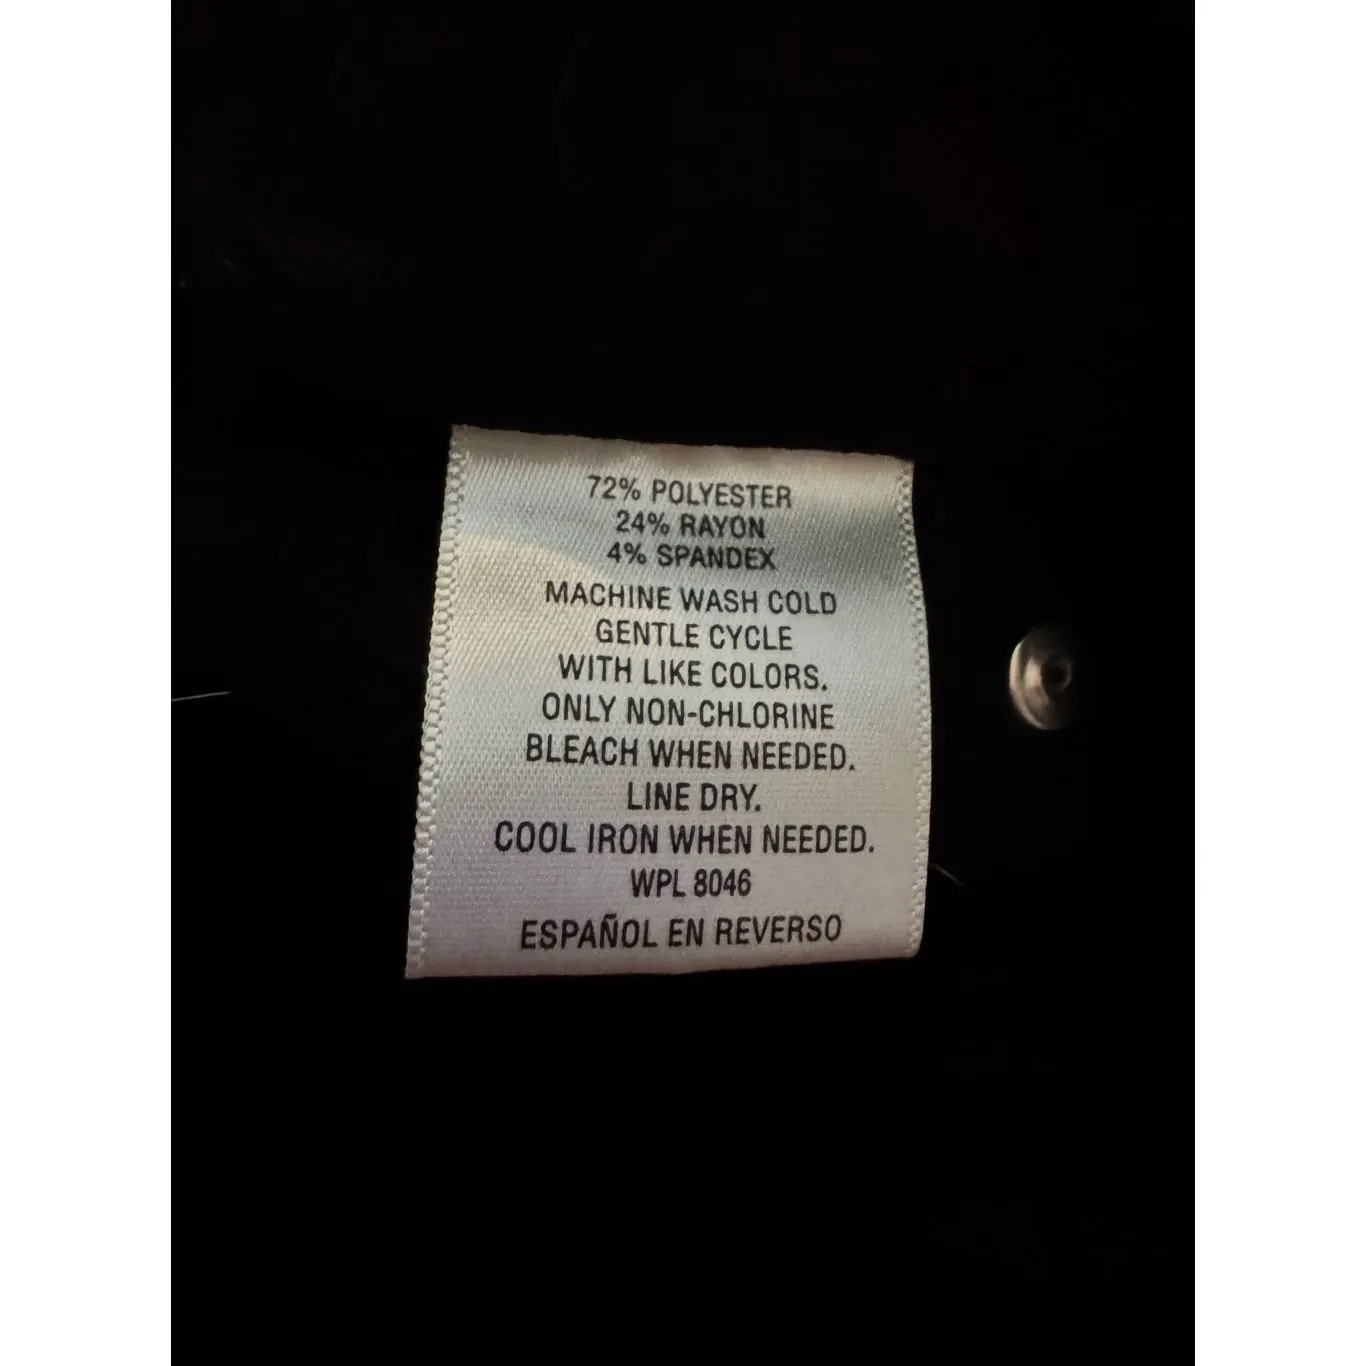 72% POLYESTER
24% RAYON
4% SPANDEX
MACHINE WASH COLD
GENTLE CYCLE
WITH LIKE COLORS.
ONLY NON-CHLORINE
BLEACH WHEN NEEDED.
LINE DRY.
COOL IRON WHEN NEEDED.
WPL 8046
ESPAÑOL EN REVERSO